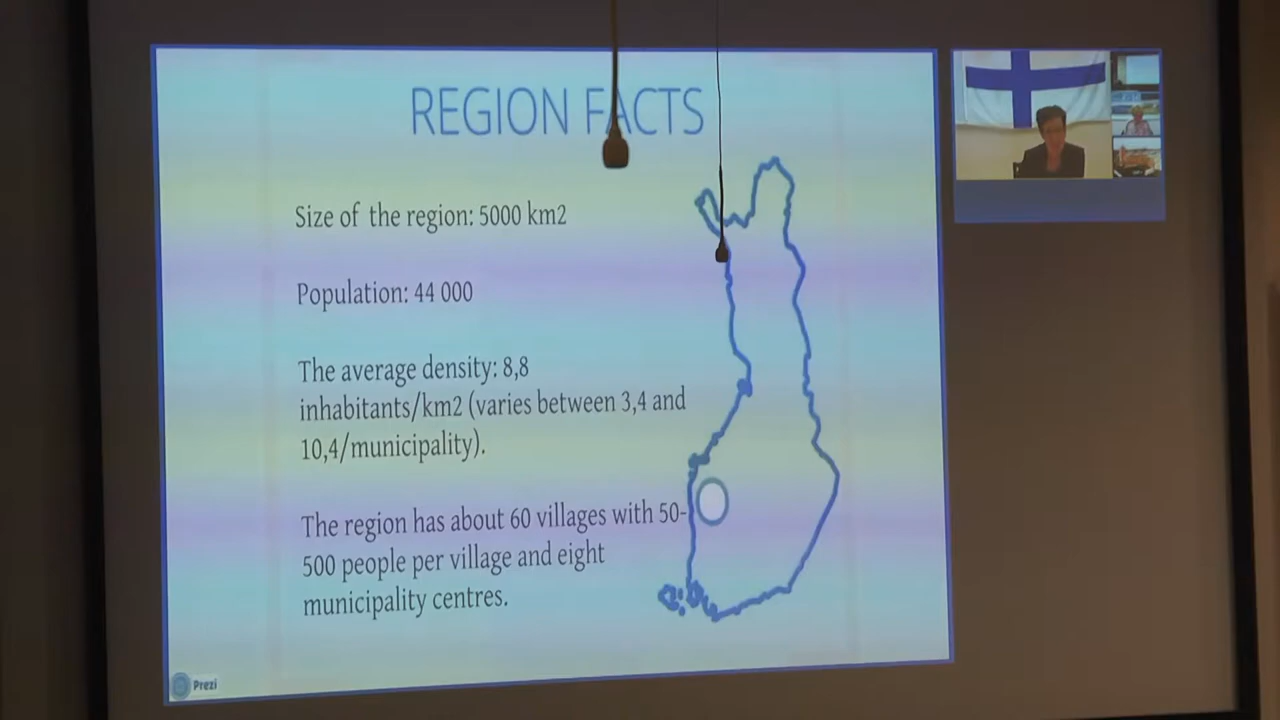 REGION FACTS
Size of the region: 5000 km2
Population: 44 000
The average density: 8,8
inhabitants/km2 (varies between 3,4 and
10,4/municipality).
The region has about 60 villages with 50-
500 people per village and eight
municipality centres.
Prezi